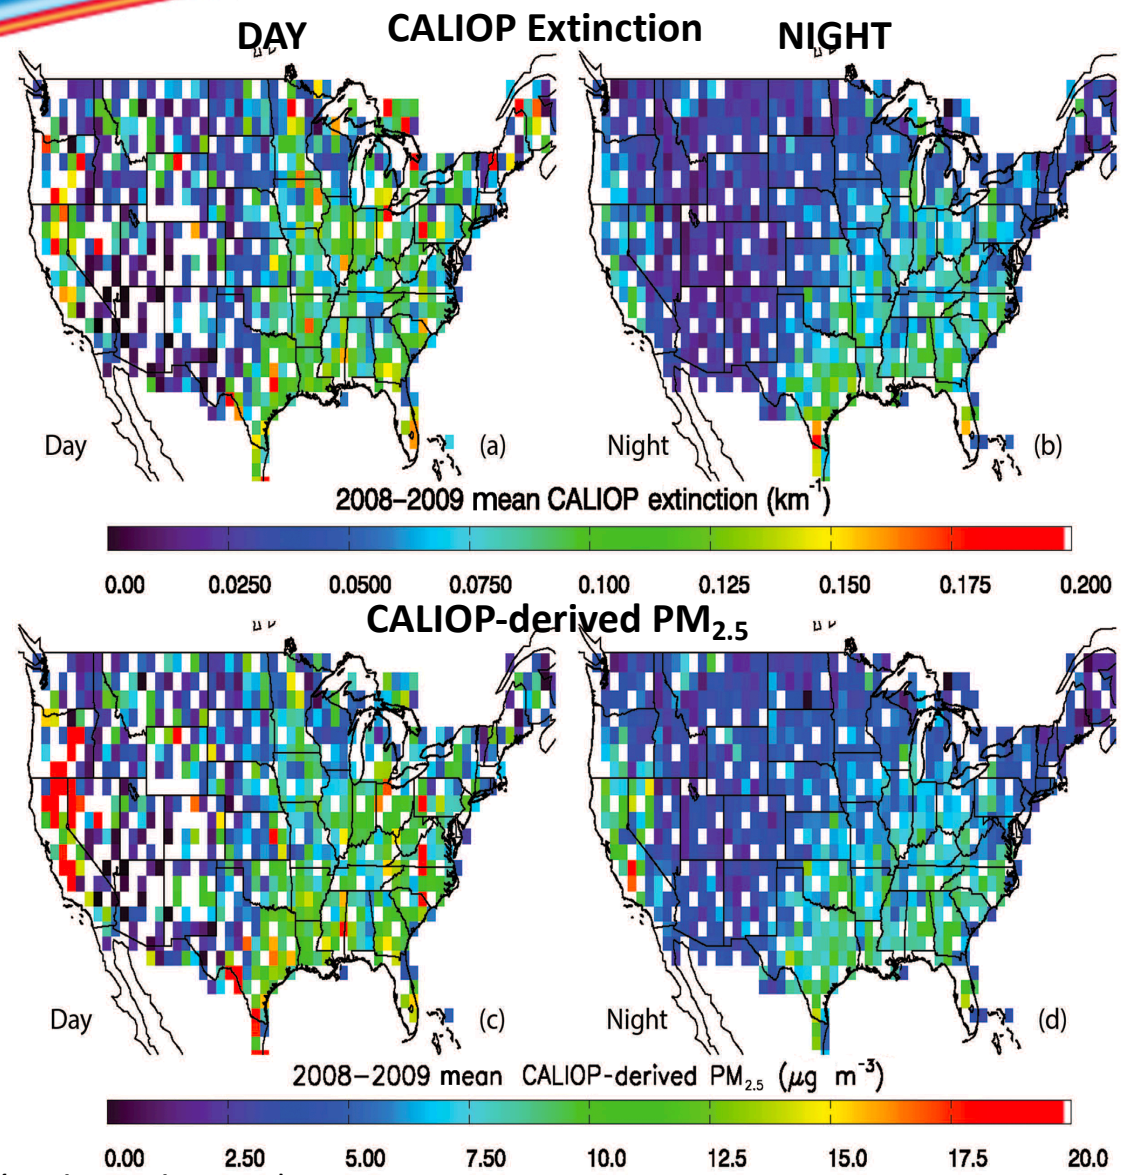 DAY CALIOP Extinction NIGHT
Day (a) Night (b)
2008–2009 mean CALIOP extinction (km⁻¹)
0.00 0.0250 0.0500 0.0750 0.100 0.125 0.150 0.175 0.200
CALIOP-derived PM₂.₅
Day (c) Night (d)
2008–2009 mean CALIOP-derived PM₂.₅ (μg m⁻³)
0.00 2.50 5.00 7.50 10.0 12.5 15.0 17.5 20.0